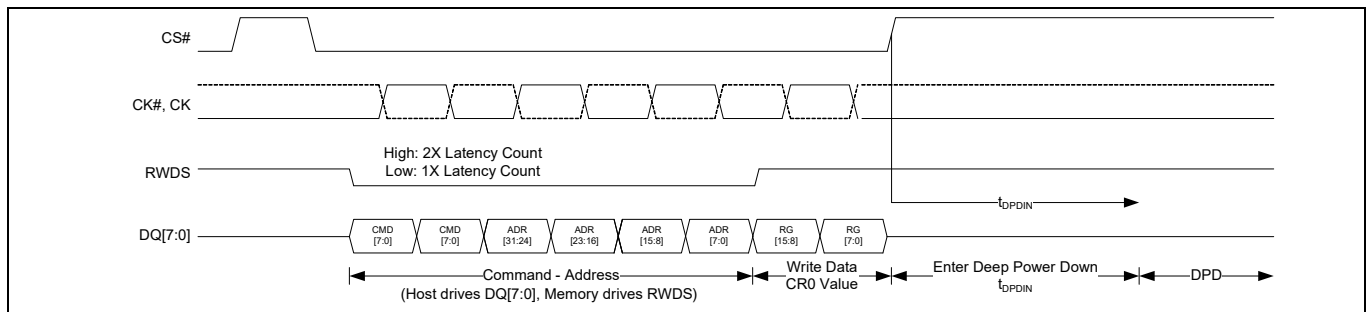 CS#
CK#, CK
High: 2X Latency Count
Low: 1X Latency Count
RWDS
tDPDIN
DQ[7:0]
CMD [7:0]
CMD [7:0]
ADR [31:24]
ADR [23:16]
ADR [15:8]
ADR [7:0]
RG [15:8]
RG [7:0]
Command - Address
(Host drives DQ[7:0], Memory drives RWDS)
Write Data
CR0 Value
Enter Deep Power Down
tDPDIN
DPD